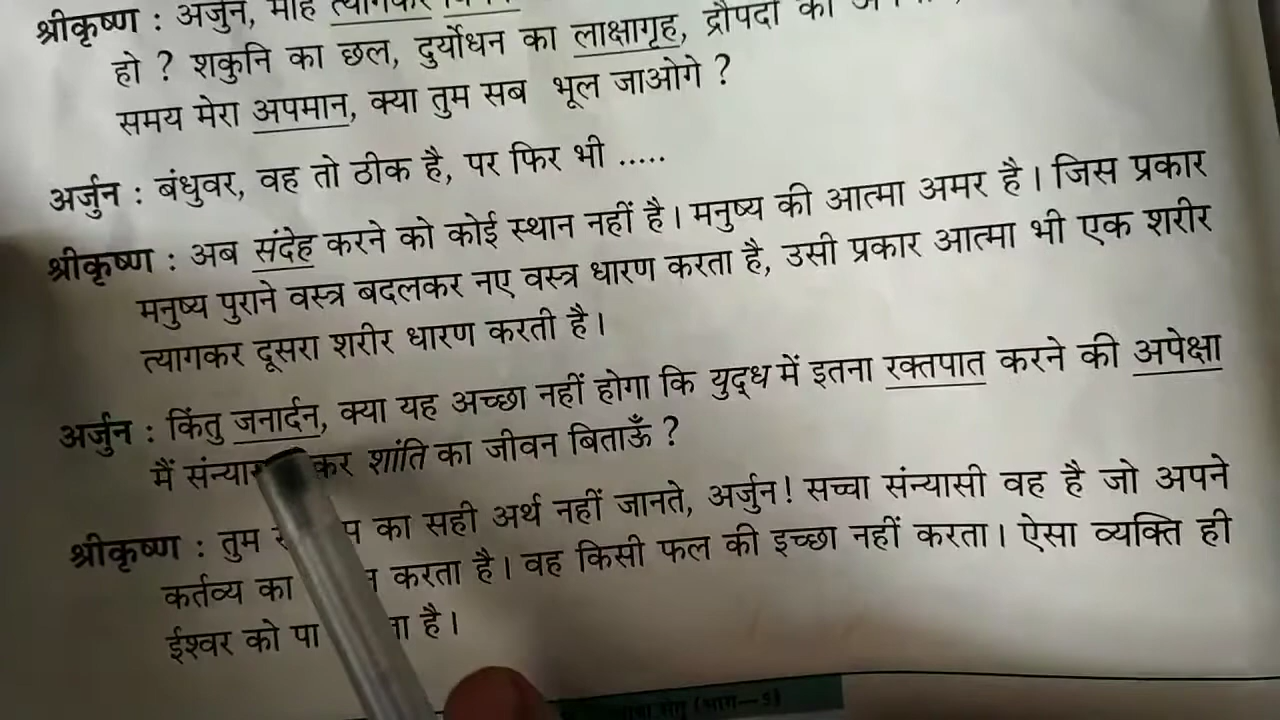 श्रीकृष्ण : अर्जुन, मोह त्यागकर
हो ? शकुनि का छल, दुर्योधन का लाक्षागृह, द्रौपदी का
समय मेरा अपमान, क्या तुम सब भूल जाओगे ?
अर्जुन : बंधुवर, वह तो ठीक है, पर फिर भी .....
श्रीकृष्ण : अब संदेह करने को कोई स्थान नहीं है। मनुष्य की आत्मा अमर है। जिस प्रकार
मनुष्य पुराने वस्त्र बदलकर नए वस्त्र धारण करता है, उसी प्रकार आत्मा भी एक शरीर
त्यागकर दूसरा शरीर धारण करती है।
अर्जुन : किंतु जनार्दन, क्या यह अच्छा नहीं होगा कि युद्ध में इतना रक्तपात करने की अपेक्षा
मैं कर शांति का जीवन बिताऊँ ?
श्रीकृष्ण : तुम का सही अर्थ नहीं जानते, अर्जुन! सच्चा संन्यासी वह है जो अपने
कर्तव्य का करता है। वह किसी फल की इच्छा नहीं करता। ऐसा व्यक्ति ही
ईश्वर को पा है।
(भाग—5)